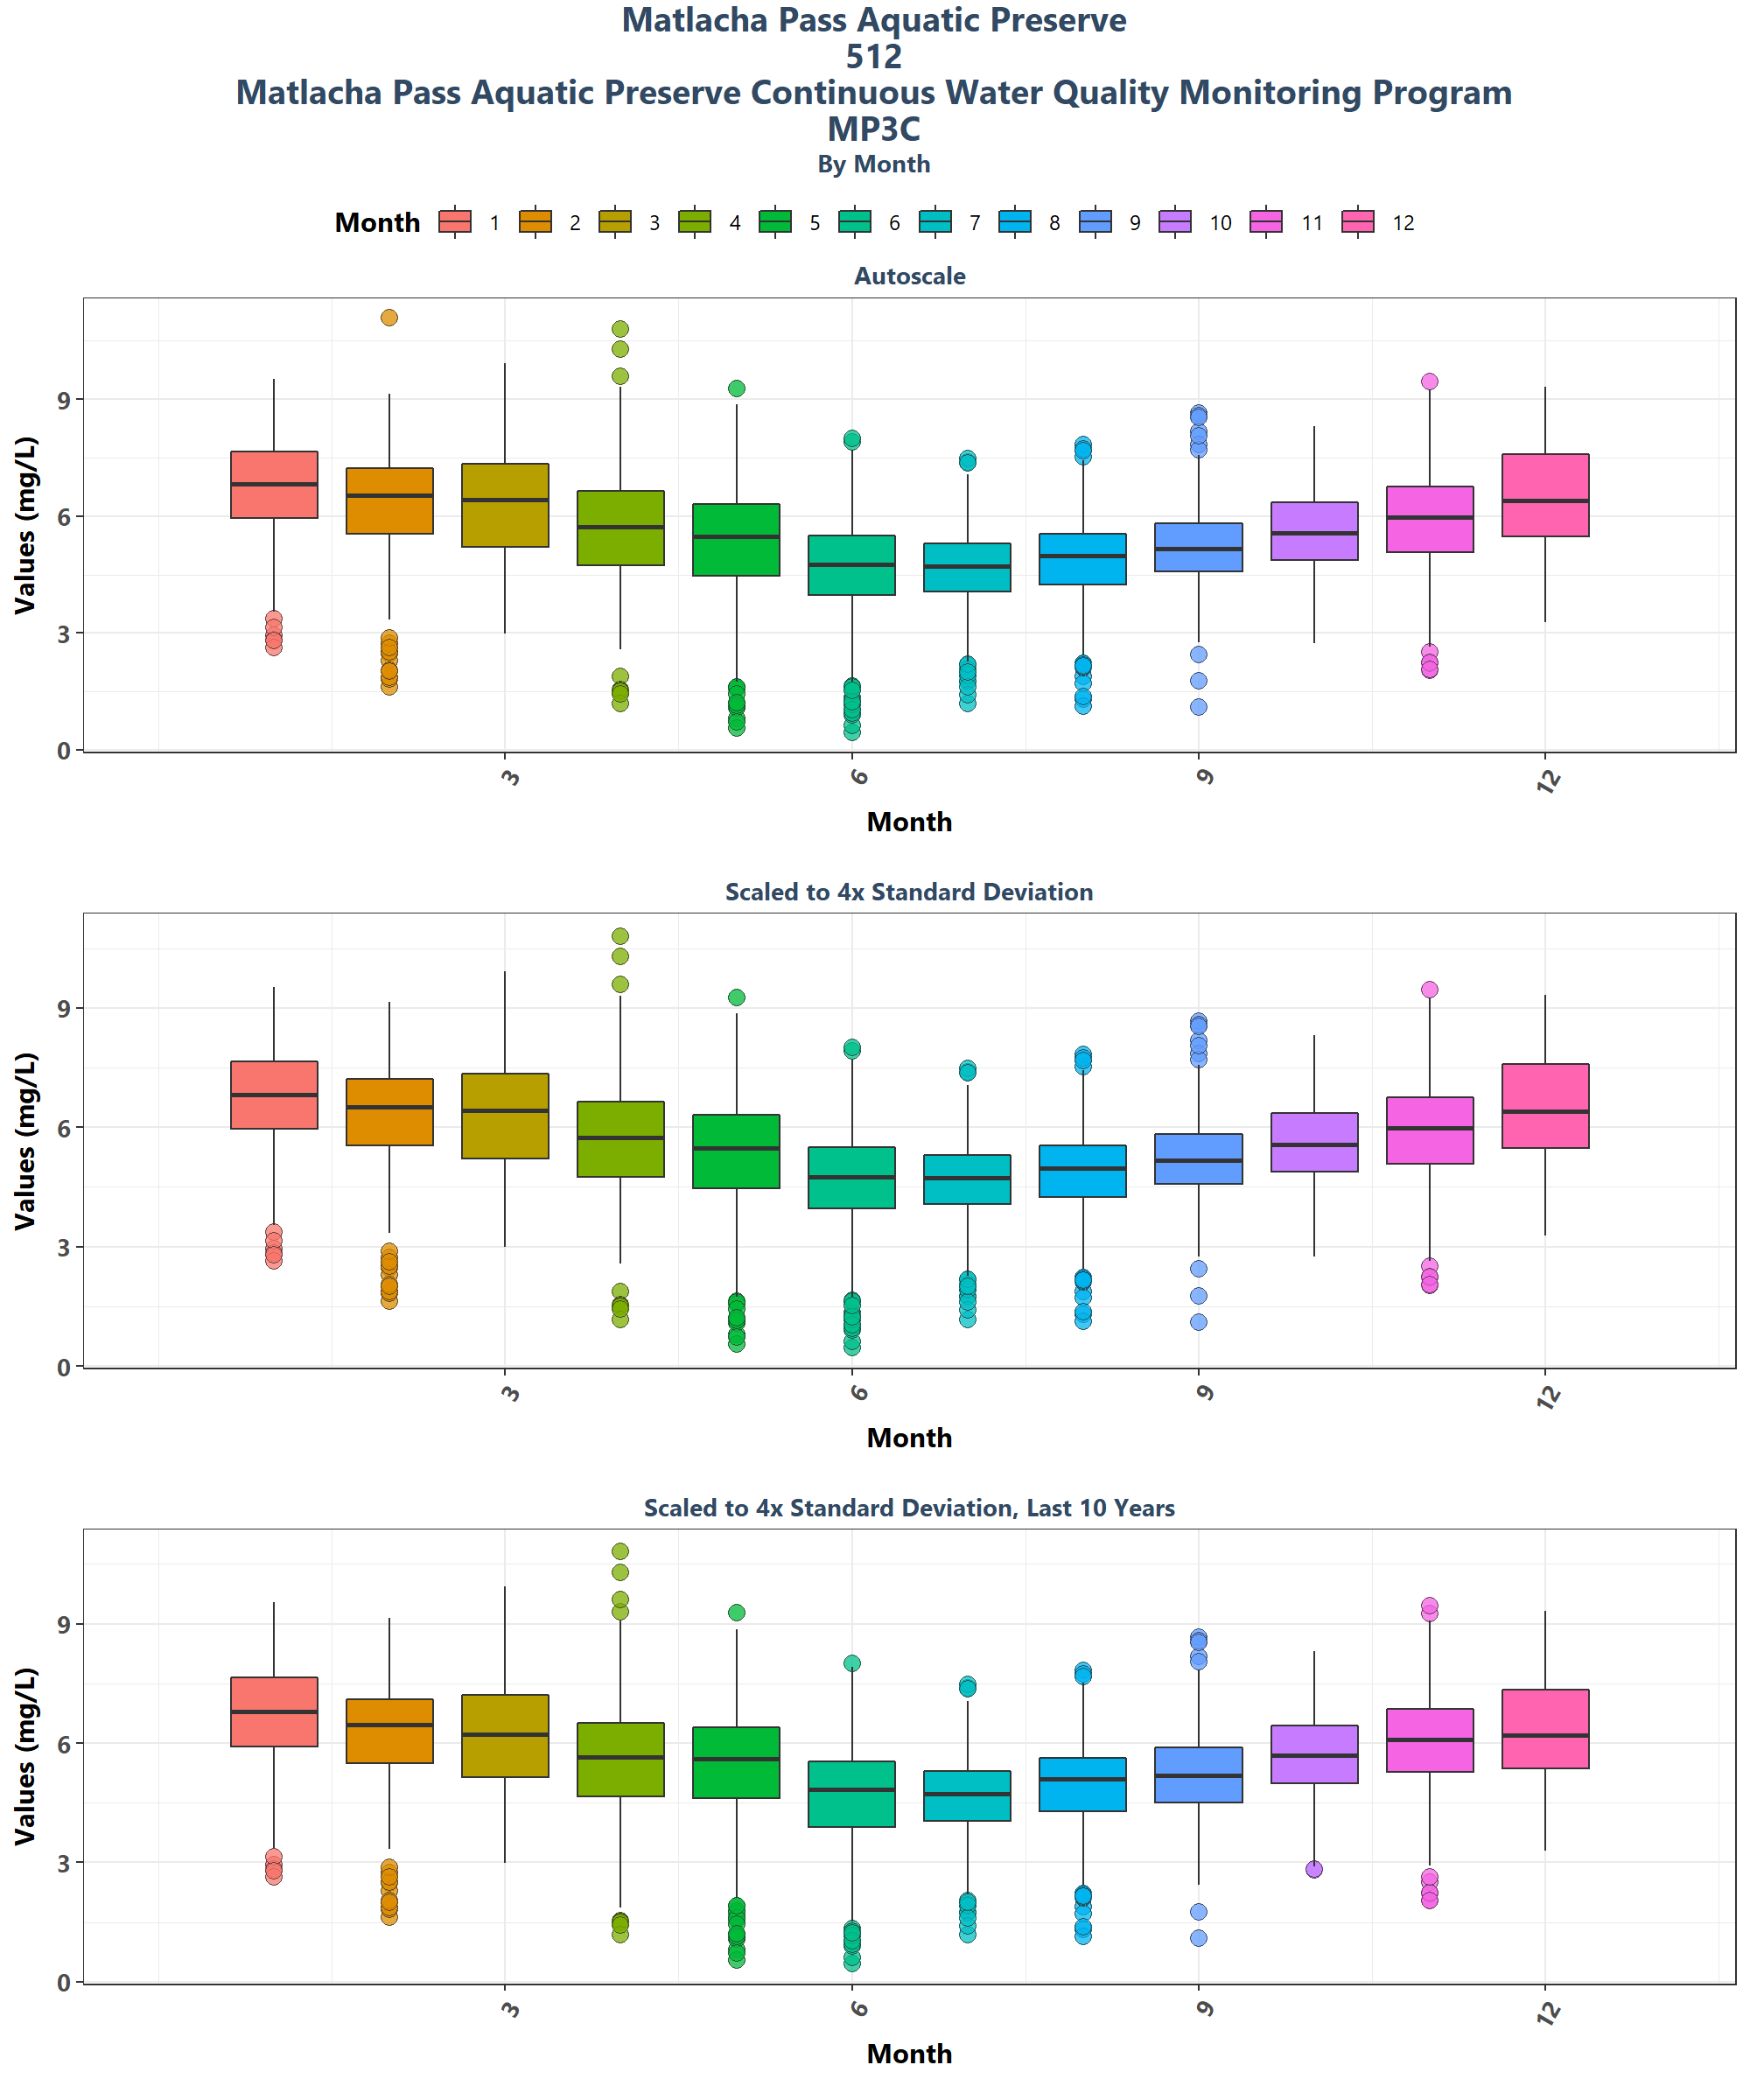 Matlacha Pass Aquatic Preserve
512
Matlacha Pass Aquatic Preserve Continuous Water Quality Monitoring Program
MP3C
By Month
Month 1 2 3 4 5 6 7 8 9 10 11 12
Autoscale
Values (mg/L)
9
6
3
0
3 6 9 12
Month
Scaled to 4x Standard Deviation
Values (mg/L)
9
6
3
0
3 6 9 12
Month
Scaled to 4x Standard Deviation, Last 10 Years
Values (mg/L)
9
6
3
0
3 6 9 12
Month